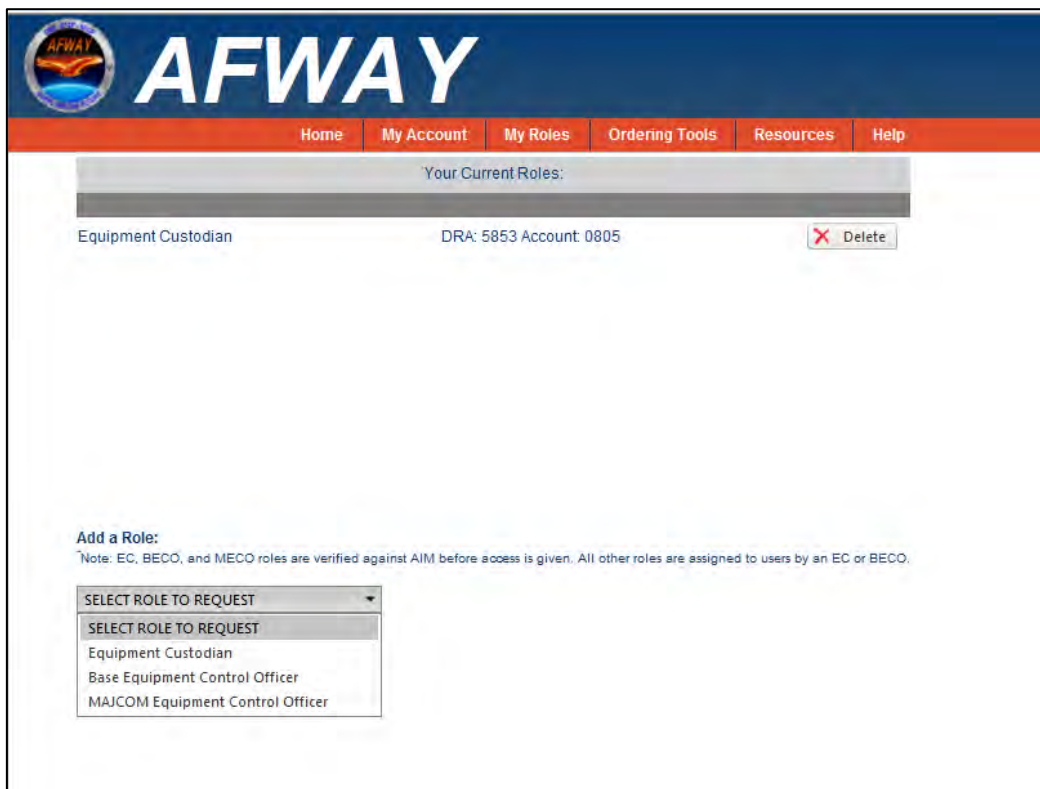 AFWAY
AFWAY
Home My Account My Roles Ordering Tools Resources Help
Your Current Roles:
Equipment Custodian DRA: 5853 Account: 0805 Delete
Add a Role:
*Note: EC, BECO, and MECO roles are verified against AIM before access is given. All other roles are assigned to users by an EC or BECO.
SELECT ROLE TO REQUEST
SELECT ROLE TO REQUEST
Equipment Custodian
Base Equipment Control Officer
MAJCOM Equipment Control Officer